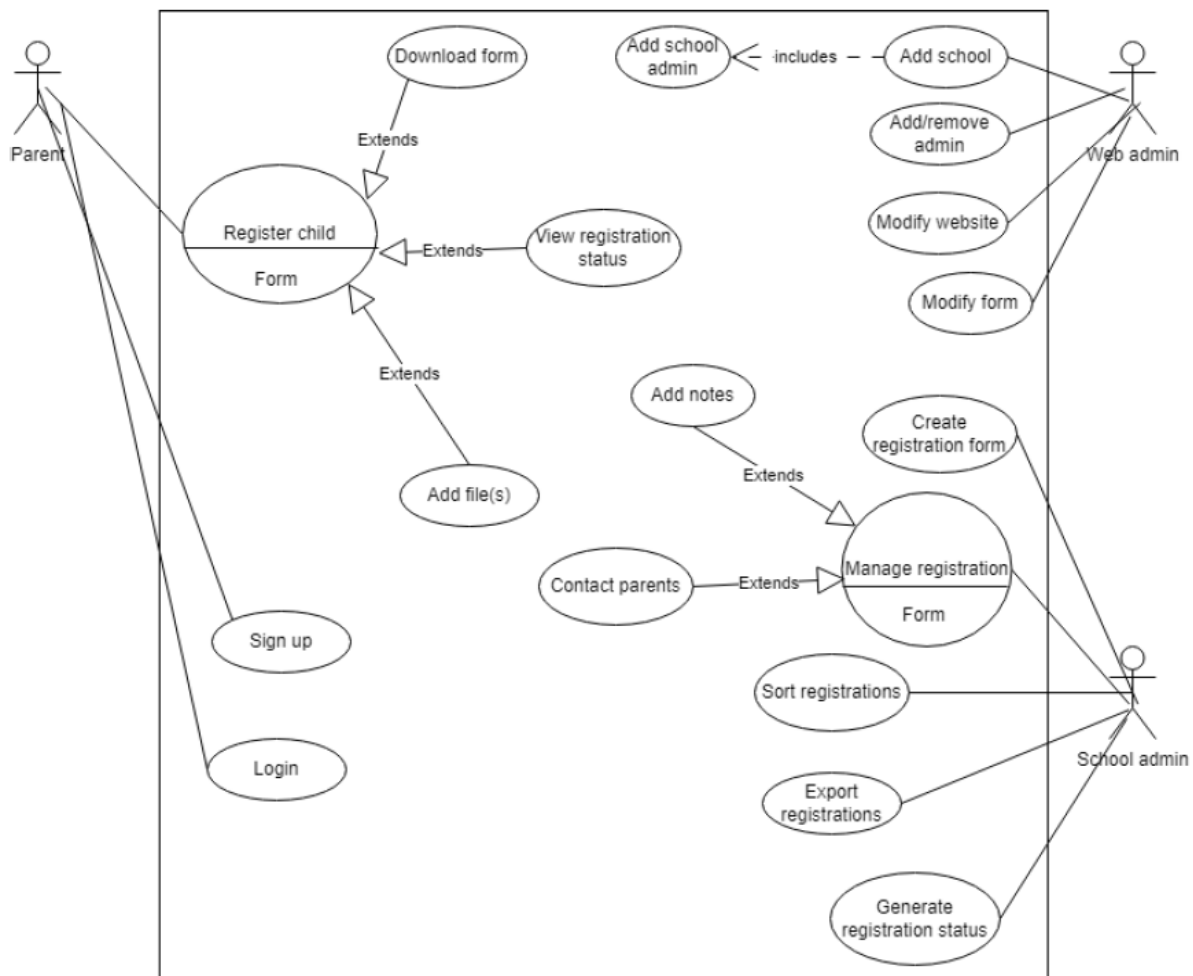 Download form
Add school
admin
includes
Add school
Parent
Extends
Add/remove
admin
Web admin
Register child
Form
Extends
View registration
status
Modify website
Modify form
Extends
Add notes
Create
registration form
Add file(s)
Extends
Contact parents
Extends
Manage registration
Form
Sign up
Sort registrations
School admin
Login
Export
registrations
Generate
registration status